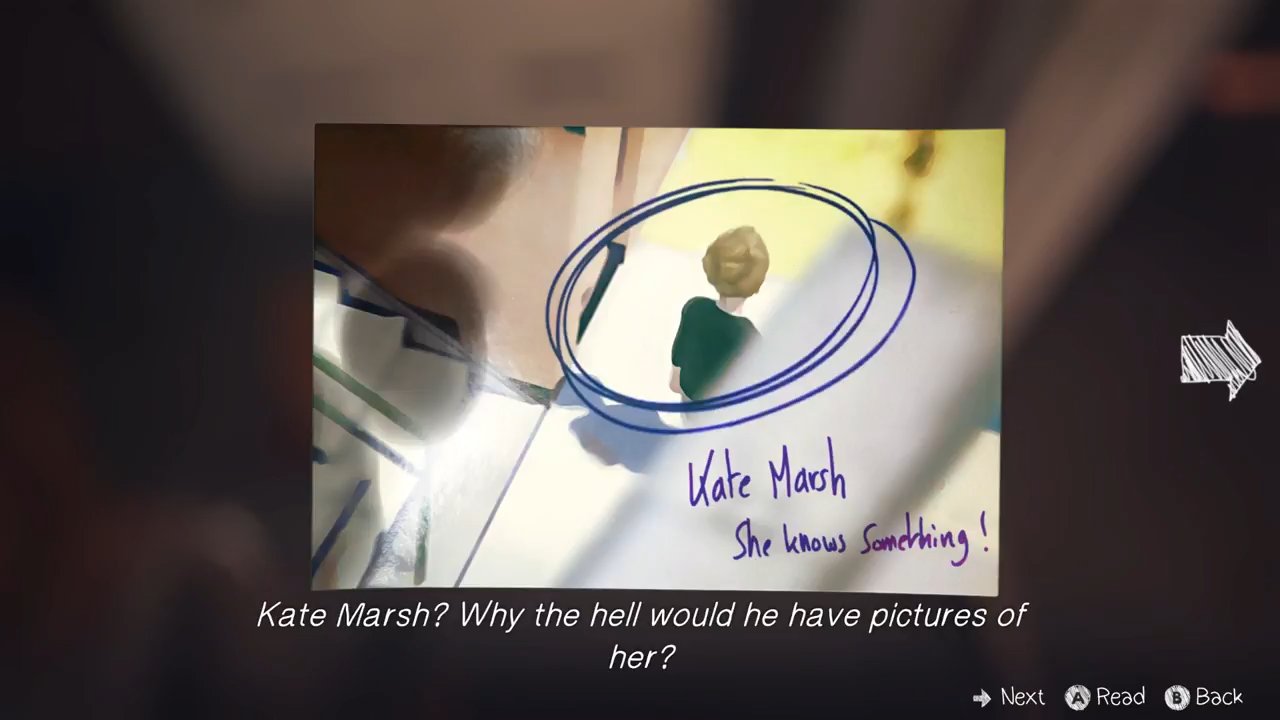 Kate Marsh
She knows something!
Kate Marsh? Why the hell would he have pictures of
her?
Next A Read B Back